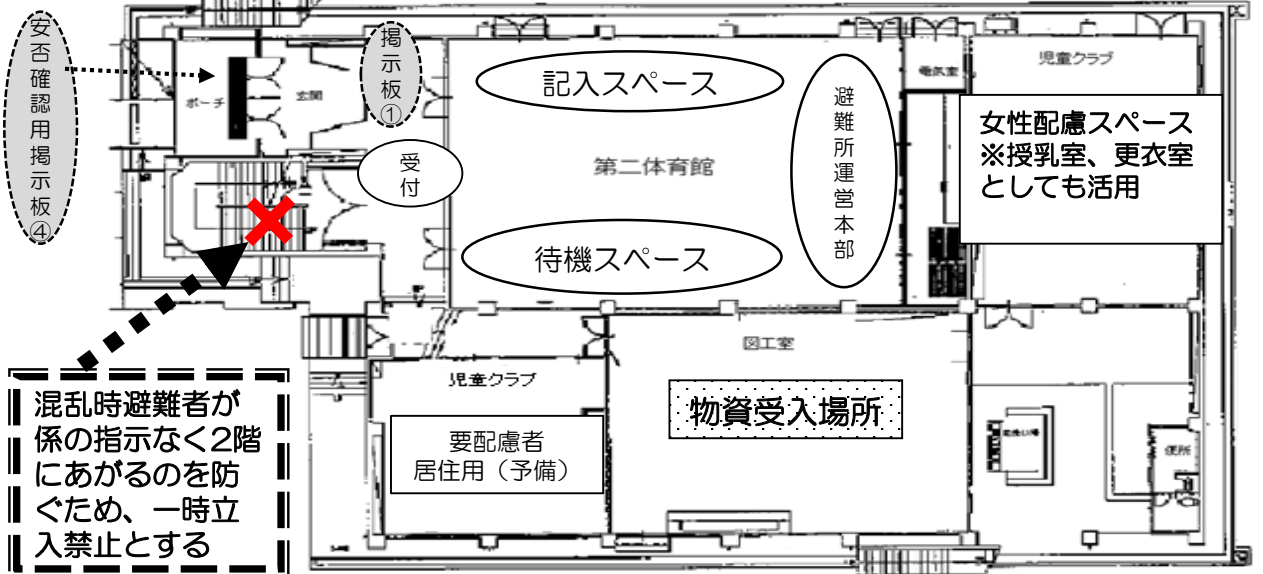 安否確認用掲示板④
ポーチ
玄関
掲示板①
受付
記入スペース
第二体育館
待機スペース
避難所運営本部
電気室
児童クラブ
女性配慮スペース
※授乳室、更衣室
としても活用
混乱時避難者が
係の指示なく2階
にあがるのを防
ぐため、一時立
入禁止とする
児童クラブ
要配慮者
居住用（予備）
図工室
物資受入場所
便所